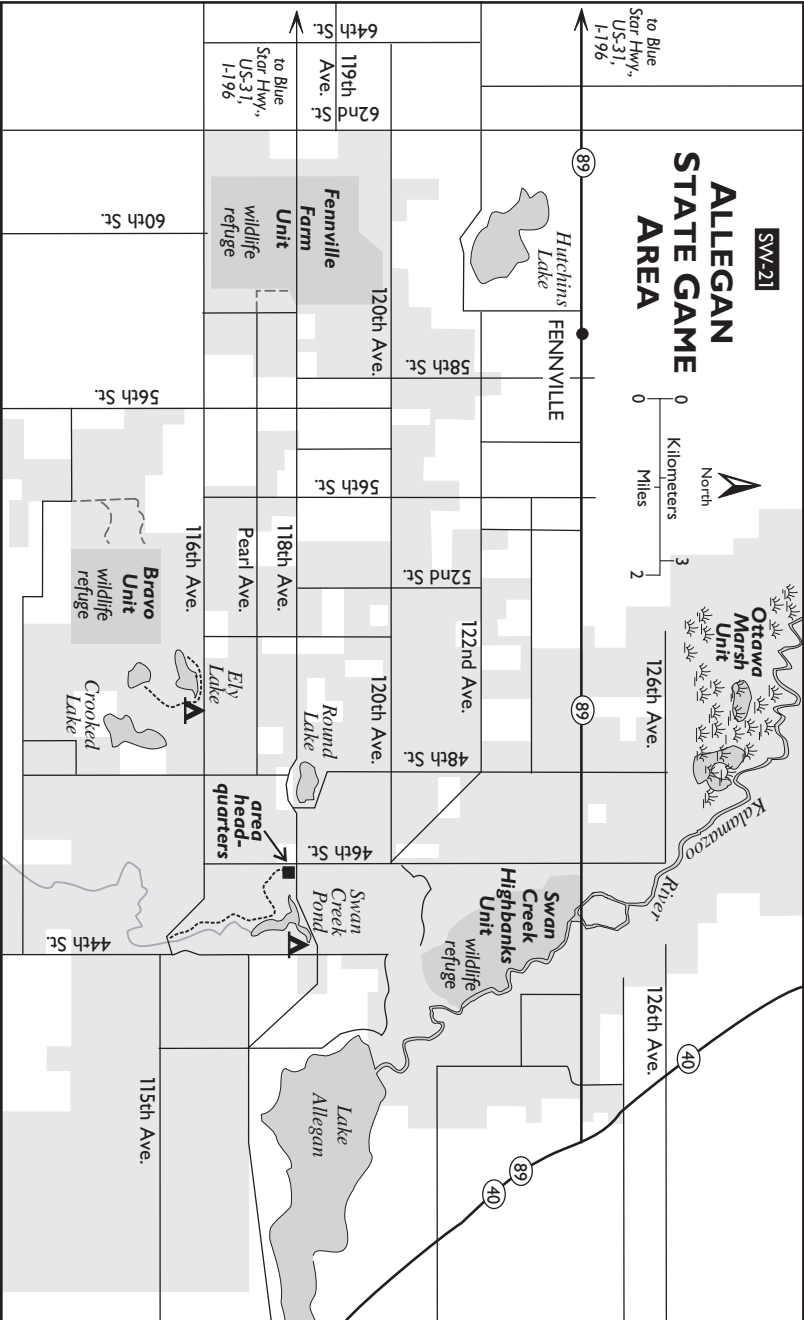 SW-21
ALLEGAN
STATE GAME
AREA
North
Kilometers
0
3
0
2
Miles
to Blue
Star Hwy.,
US-31,
I-196
89
FENNVILLE
Hutchins
Lake
64th St.
119th
Ave.
62nd St.
to Blue
Star Hwy.,
US-31,
I-196
Fennville
Farm
Unit
wildlife
refuge
60th St.
120th Ave.
58th St.
56th St.
56th St.
52nd St.
116th Ave.
Pearl Ave.
118th Ave.
Bravo
Unit
wildlife
refuge
Ely
Lake
Crooked
Lake
Round
Lake
120th Ave.
122nd Ave.
48th St.
89
126th Ave.
Ottawa
Marsh
Unit
Kalamazoo
River
area
head-
quarters
46th St.
Swan
Creek
Pond
44th St.
Swan
Creek
Highbanks
Unit
wildlife
refuge
126th Ave.
40
89
40
115th Ave.
Lake
Allegan